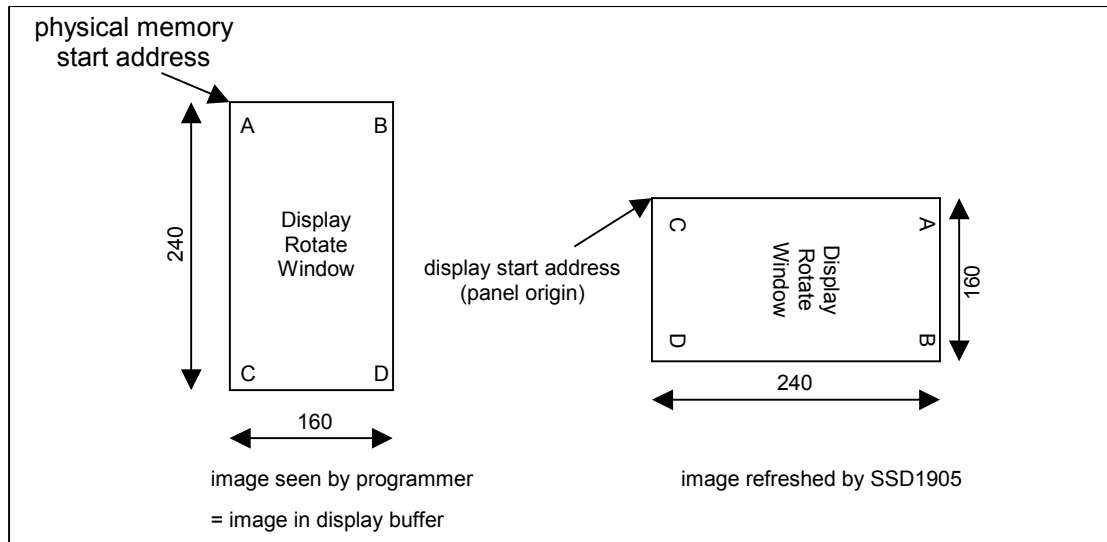 physical memory
start address
A
B
240
Display
Rotate
Window
C
D
160
image seen by programmer
= image in display buffer
display start address
(panel origin)
C
A
Display
Rotate
Window
D
B
160
240
image refreshed by SSD1905